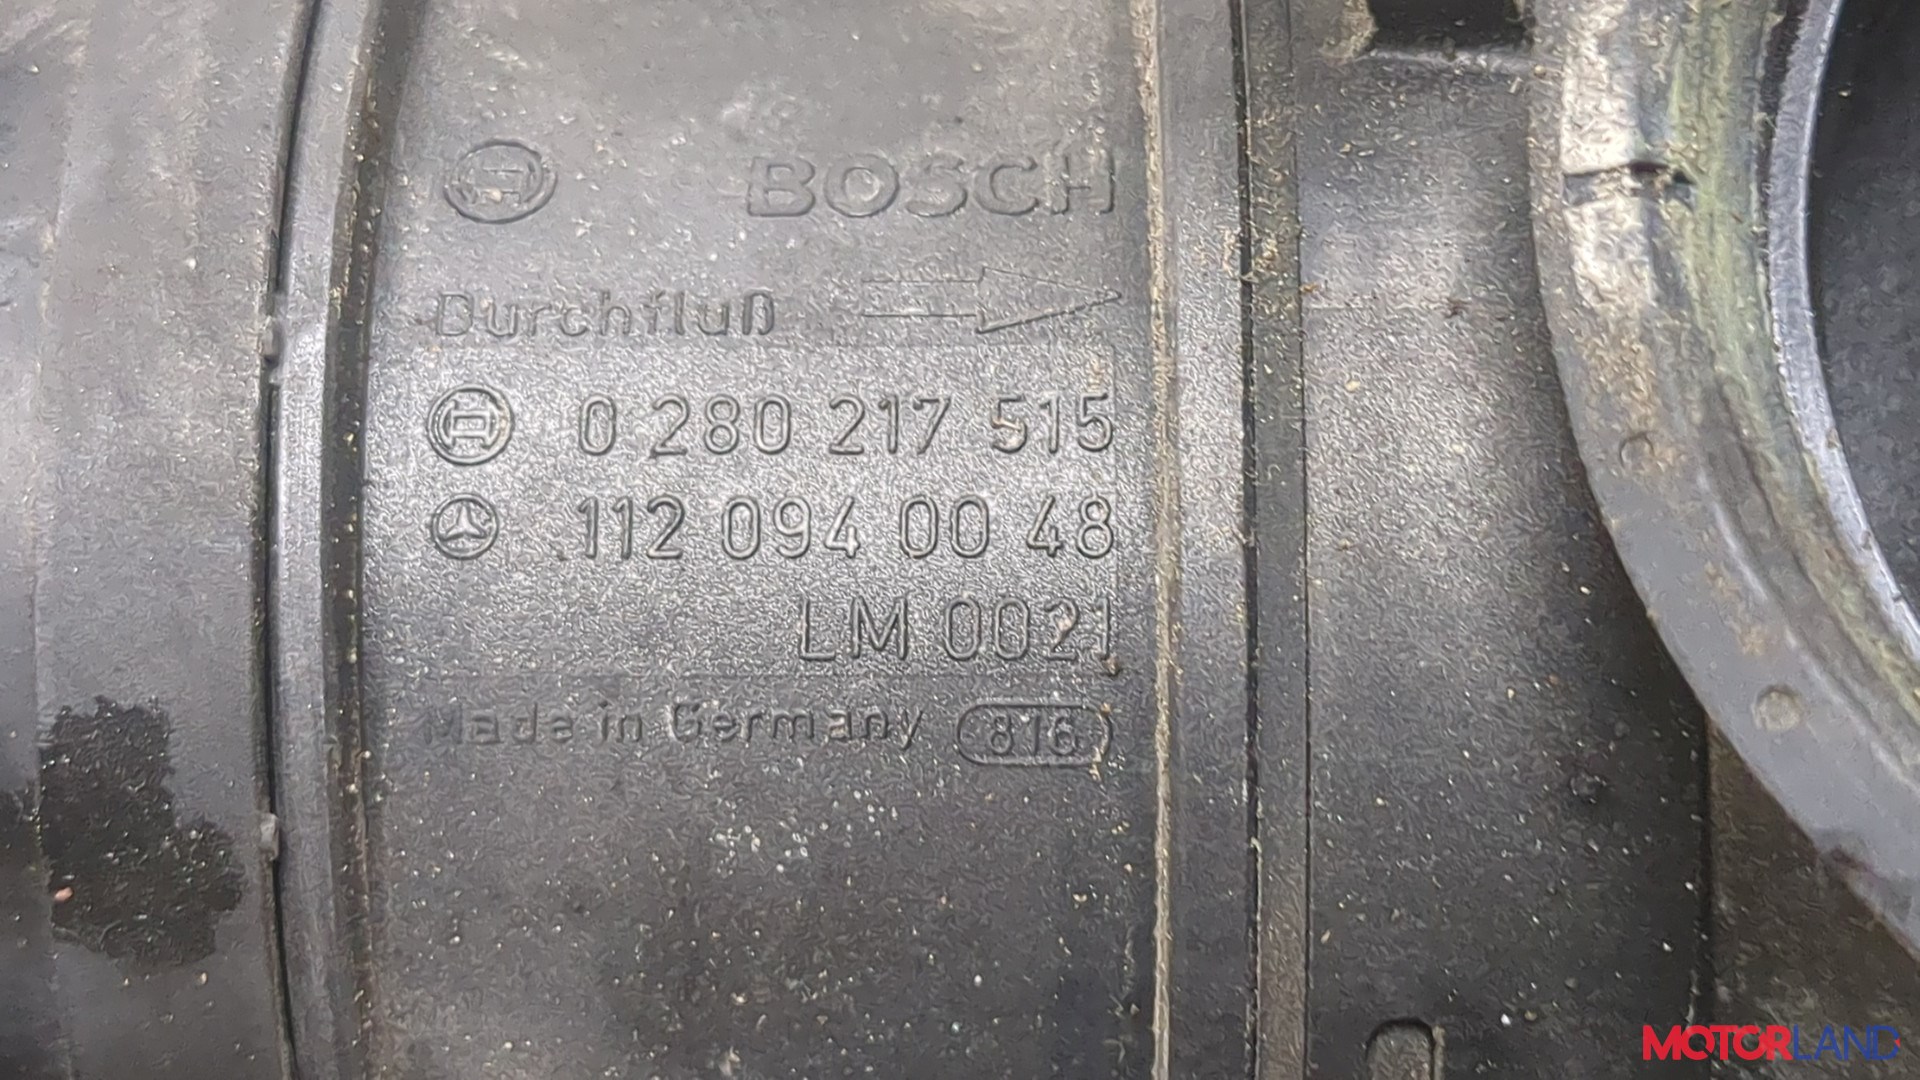 BOSCH
Durchfluß
0 280 217 515
112 094 00 48
LM 0021
Made in Germany 816
MOTORLAND